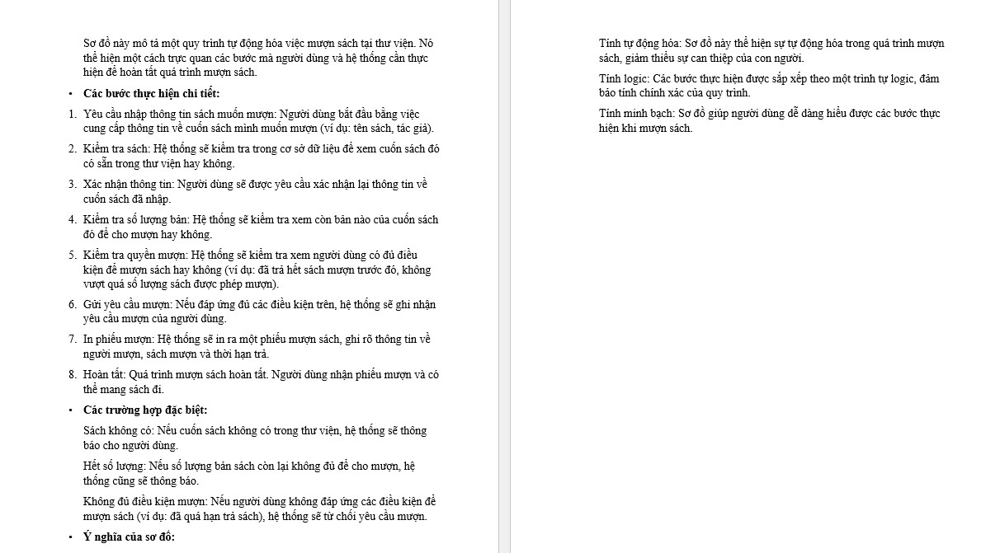 Sơ đồ này mô tả một quy trình tự động hóa việc mượn sách tại thư viện. Nó
thể hiện một cách trực quan các bước mà người dùng và hệ thống cần thực
hiện để hoàn tất quá trình mượn sách.
• Các bước thực hiện chi tiết:
1. Yêu cầu nhập thông tin sách muốn mượn: Người dùng bắt đầu bằng việc
cung cấp thông tin về cuốn sách mình muốn mượn (ví dụ: tên sách, tác giả).
2. Kiểm tra sách: Hệ thống sẽ kiểm tra trong cơ sở dữ liệu để xem cuốn sách đó
có sẵn trong thư viện hay không.
3. Xác nhận thông tin: Người dùng sẽ được yêu cầu xác nhận lại thông tin về
cuốn sách đã nhập.
4. Kiểm tra số lượng bản: Hệ thống sẽ kiểm tra xem còn bản nào của cuốn sách
đó để cho mượn hay không.
5. Kiểm tra quyền mượn: Hệ thống sẽ kiểm tra xem người dùng có đủ điều
kiện để mượn sách hay không (ví dụ: đã trả hết sách mượn trước đó, không
vượt quá số lượng sách được phép mượn).
6. Gửi yêu cầu mượn: Nếu đáp ứng đủ các điều kiện trên, hệ thống sẽ ghi nhận
yêu cầu mượn của người dùng.
7. In phiếu mượn: Hệ thống sẽ in ra một phiếu mượn sách, ghi rõ thông tin về
người mượn, sách mượn và thời hạn trả.
8. Hoàn tất: Quá trình mượn sách hoàn tất. Người dùng nhận phiếu mượn và có
thể mang sách đi.
• Các trường hợp đặc biệt:
Sách không có: Nếu cuốn sách không có trong thư viện, hệ thống sẽ thông
báo cho người dùng.
Hết số lượng: Nếu số lượng bản sách còn lại không đủ để cho mượn, hệ
thống cũng sẽ thông báo.
Không đủ điều kiện mượn: Nếu người dùng không đáp ứng các điều kiện để
mượn sách (ví dụ: đã quá hạn trả sách), hệ thống sẽ từ chối yêu cầu mượn.
• Ý nghĩa của sơ đồ:
Tính tự động hóa: Sơ đồ này thể hiện sự tự động hóa trong quá trình mượn
sách, giảm thiểu sự can thiệp của con người.
Tính logic: Các bước thực hiện được sắp xếp theo một trình tự logic, đảm
bảo tính chính xác của quy trình.
Tính minh bạch: Sơ đồ giúp người dùng dễ dàng hiểu được các bước thực
hiện khi mượn sách.